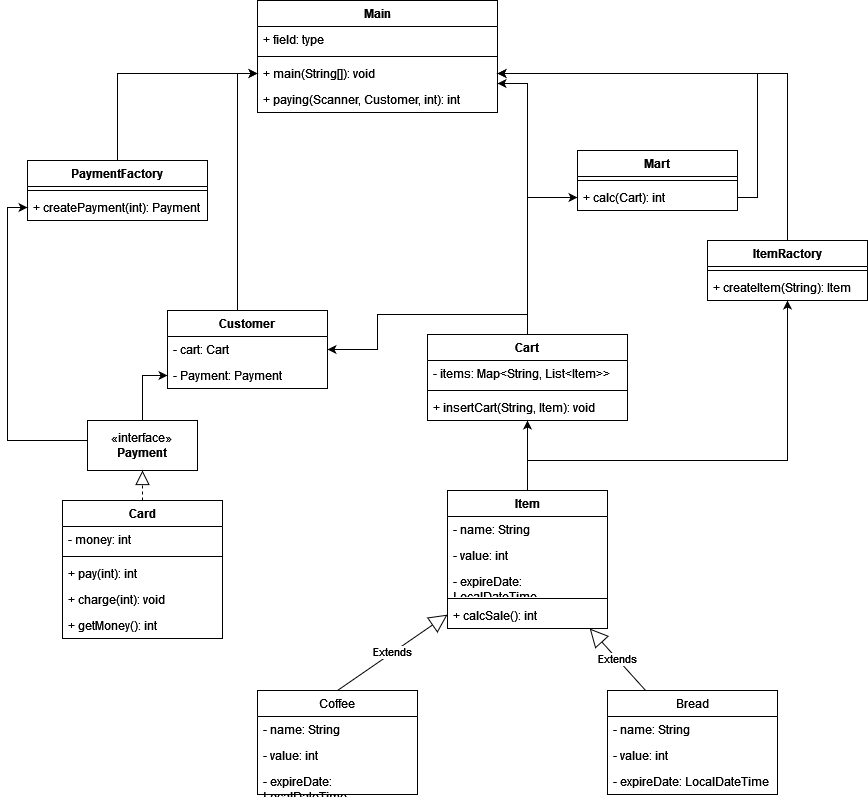 Main
+ field: type
+ main(String[]): void
+ paying(Scanner, Customer, int): int
PaymentFactory
+ createPayment(int): Payment
Mart
+ calc(Cart): int
ItemRactory
+ createItem(String): Item
Customer
- cart: Cart
- Payment: Payment
Cart
- items: Map<String, List<Item>>
+ insertCart(String, Item): void
«interface»
Payment
Card
- money: int
+ pay(int): int
+ charge(int): void
+ getMoney(): int
Item
- name: String
- value: int
- expireDate:
LocalDateTime
+ calcSale(): int
Extends
Extends
Coffee
- name: String
- value: int
- expireDate:
LocalDateTime
Bread
- name: String
- value: int
- expireDate: LocalDateTime